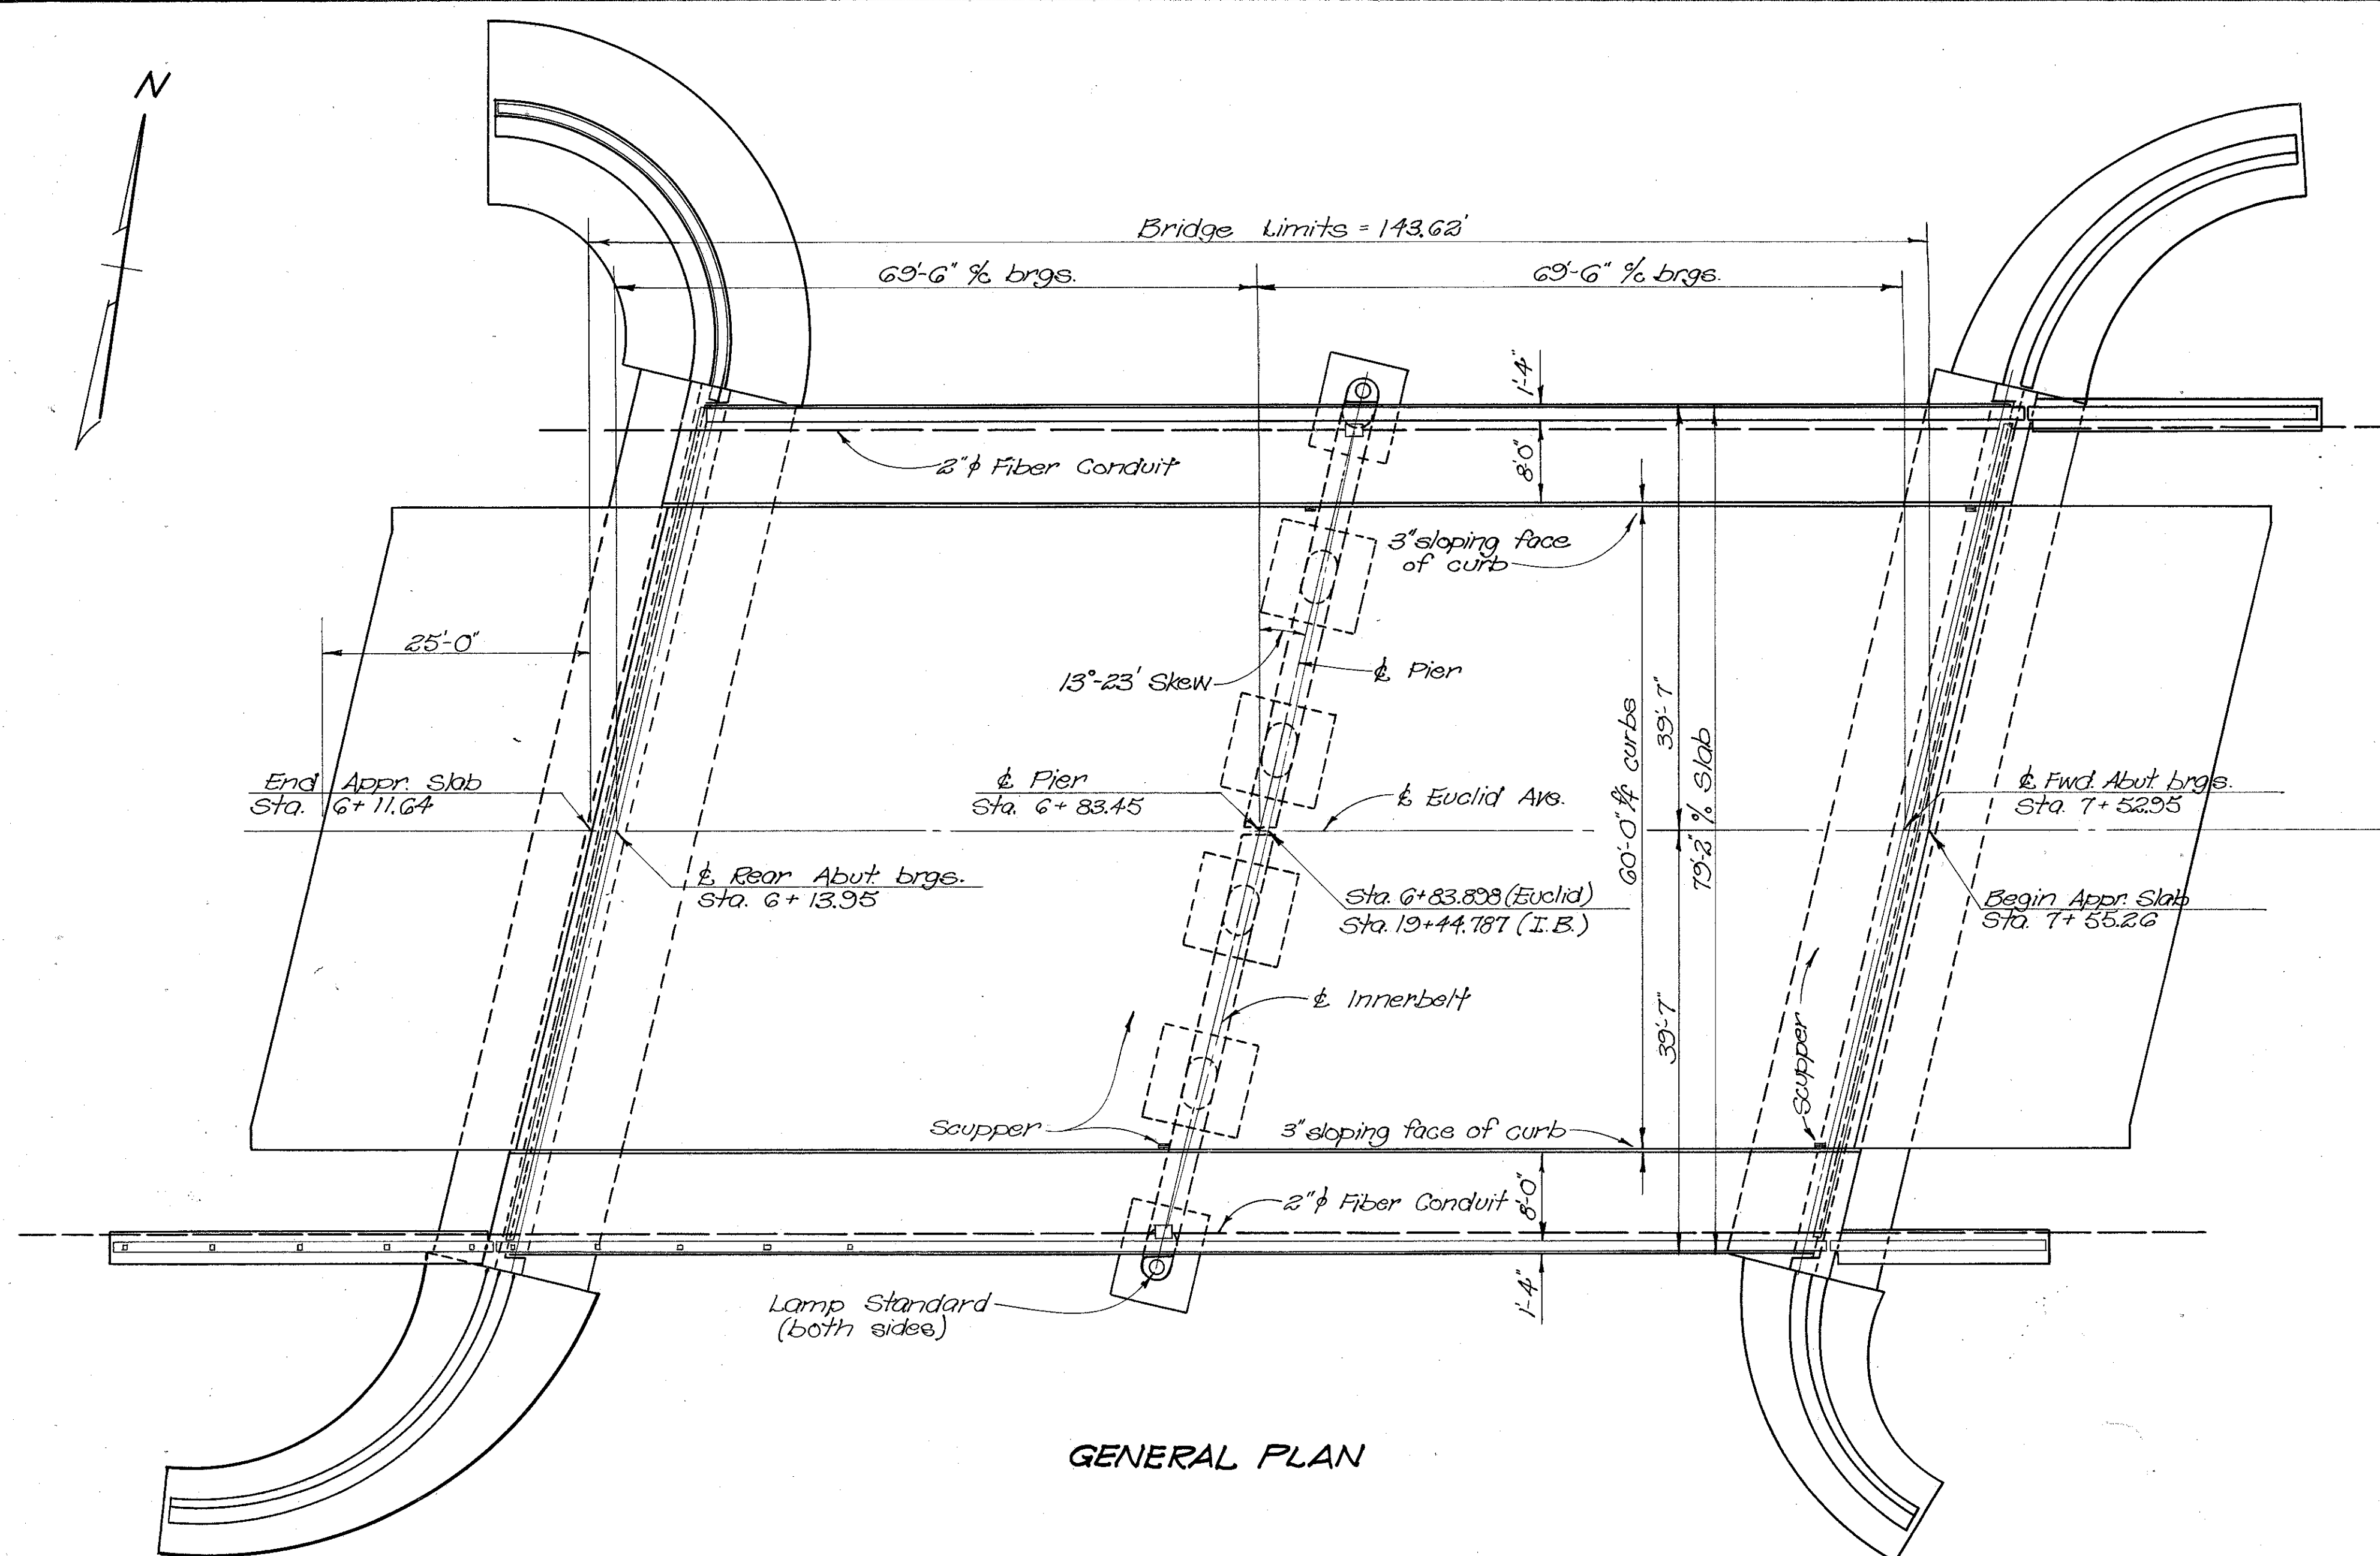 N
Bridge Limits = 143.62'
69'-6" c/c brgs.
69'-6" c/c brgs.
1'-4"
8'-0"
2"ϕ Fiber Conduit
3" sloping face
of curb
25'-0"
13°-23' Skew
℄ Pier
60'-0" f/f curbs
39'-7"
79'-2" o/o Slab
End Appr. Slab
Sta. 6+11.64
℄ Pier
Sta. 6+83.45
℄ Euclid Ave.
℄ Fwd. Abut. brgs.
Sta. 7+52.95
℄ Rear Abut. brgs.
Sta. 6+13.95
Sta. 6+83.898 (Euclid)
Sta. 19+44.787 (I.B.)
Begin Appr. Slab
Sta. 7+55.26
℄ Innerbelt
39'-7"
Scupper
Scupper
3" sloping face of curb
2"ϕ Fiber Conduit
8'-0"
1'-4"
Lamp Standard
(both sides)
GENERAL PLAN